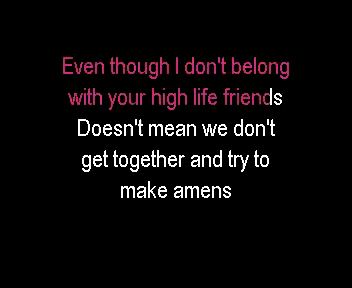 Even though I don't belong
with your high life friends
Doesn't mean we don't
get together and try to
make amens